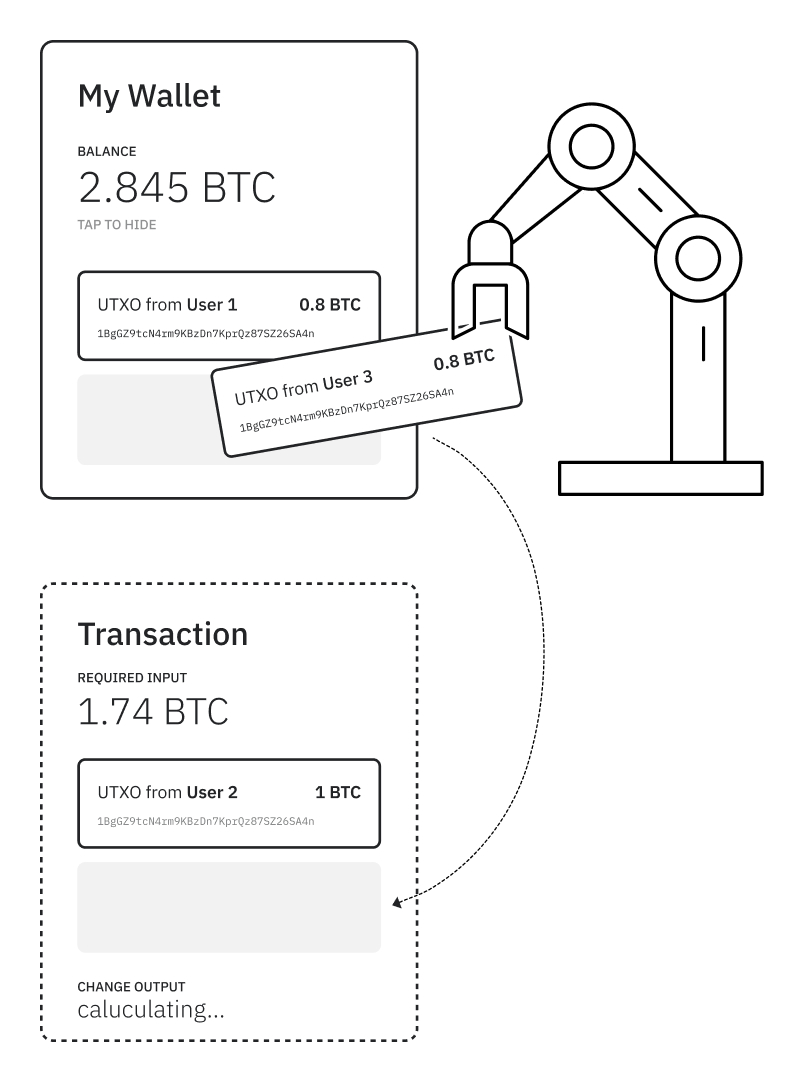 My Wallet
BALANCE
2.845 BTC
TAP TO HIDE
UTXO from User 1 0.8 BTC
1BgGZ9tcN4rm9KBzDn7KprQz87SZ26SA4n
UTXO from User 3 0.8 BTC
1BgGZ9tcN4rm9KBzDn7KprQz87SZ26SA4n
Transaction
REQUIRED INPUT
1.74 BTC
UTXO from User 2 1 BTC
1BgGZ9tcN4rm9KBzDn7KprQz87SZ26SA4n
CHANGE OUTPUT
caluculating...